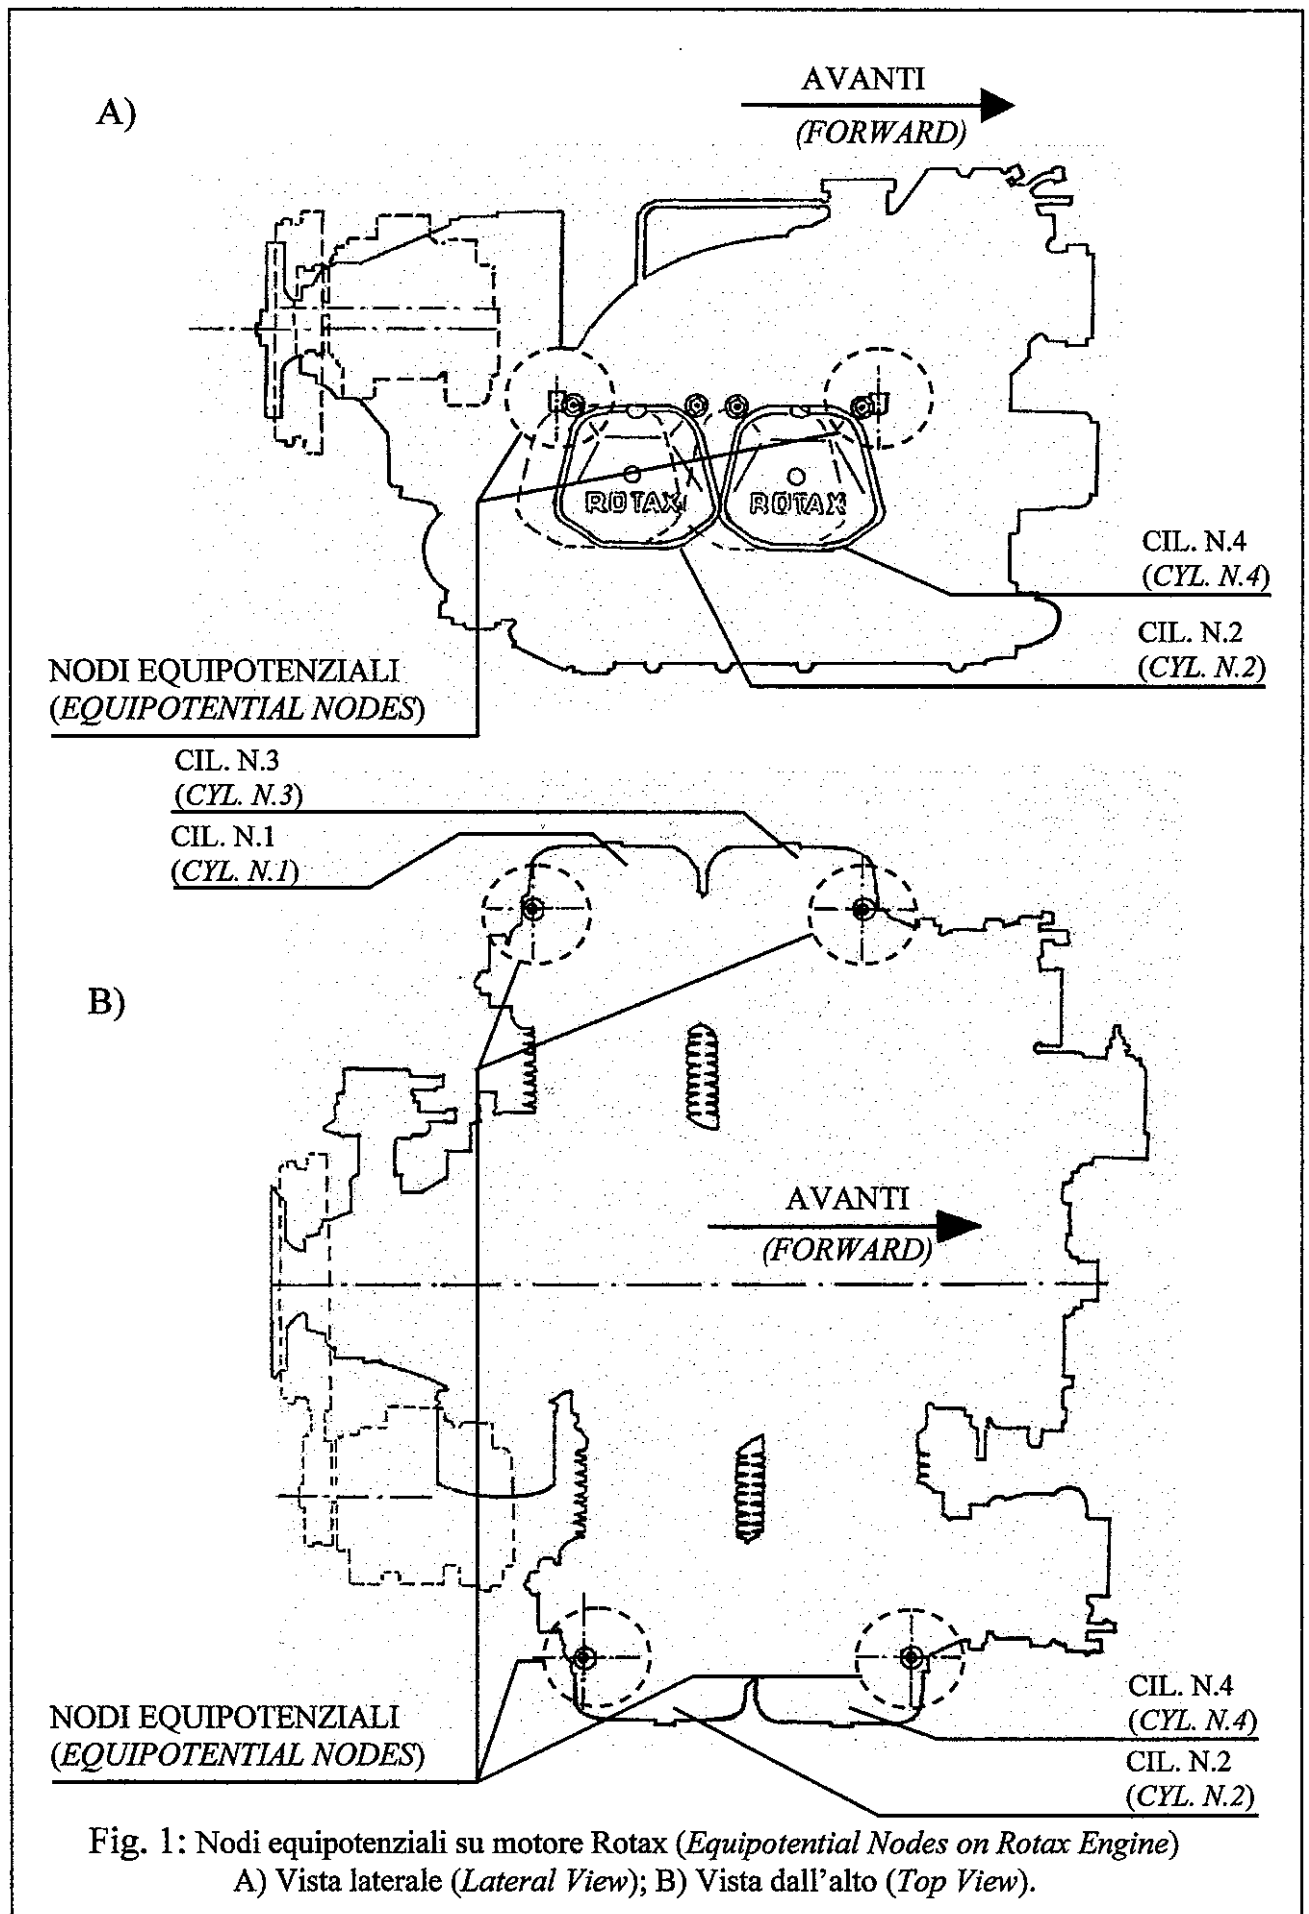 A)
AVANTI
(FORWARD)
ROTAX
ROTAX
CIL. N.4
(CYL. N.4)
CIL. N.2
(CYL. N.2)
NODI EQUIPOTENZIALI
(EQUIPOTENTIAL NODES)
CIL. N.3
(CYL. N.3)
CIL. N.1
(CYL. N.1)
B)
AVANTI
(FORWARD)
NODI EQUIPOTENZIALI
(EQUIPOTENTIAL NODES)
CIL. N.4
(CYL. N.4)
CIL. N.2
(CYL. N.2)
Fig. 1: Nodi equipotenziali su motore Rotax (Equipotential Nodes on Rotax Engine)
A) Vista laterale (Lateral View); B) Vista dall'alto (Top View).